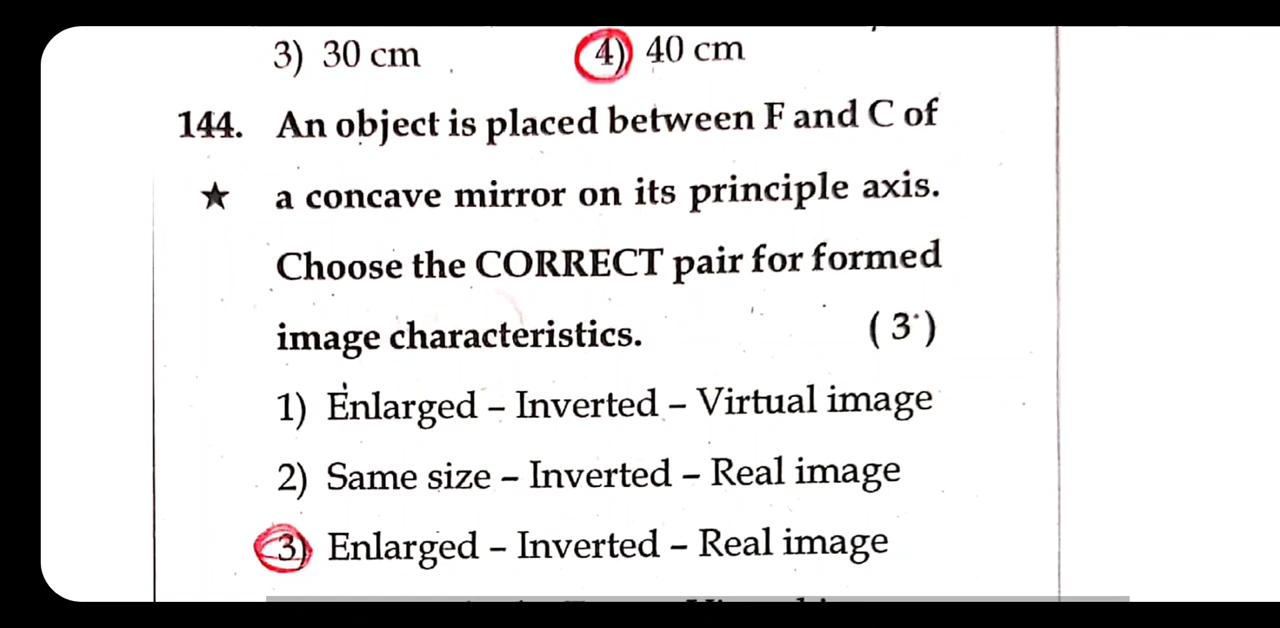 3) 30 cm 4) 40 cm
144. An object is placed between F and C of
★ a concave mirror on its principle axis.
Choose the CORRECT pair for formed
image characteristics. ( 3 )
1) Enlarged – Inverted – Virtual image
2) Same size – Inverted – Real image
3) Enlarged – Inverted – Real image